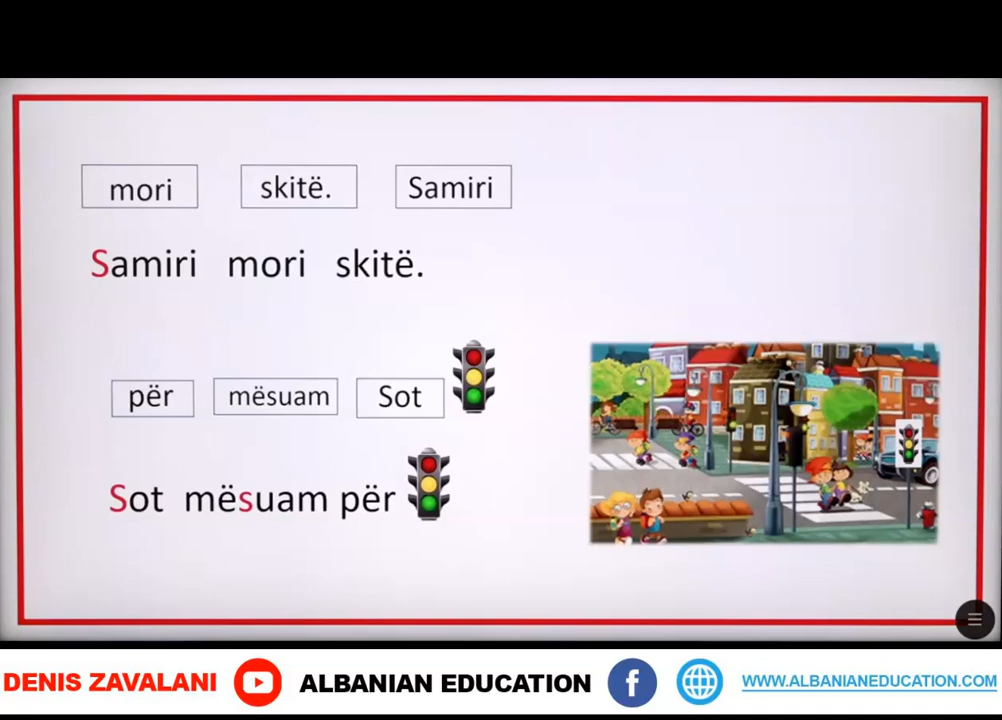 mori skitë. Samiri
Samiri mori skitë.
për mësuam Sot
Sot mësuam për
DENIS ZAVALANI ALBANIAN EDUCATION f WWW.ALBANIANEDUCATION.COM